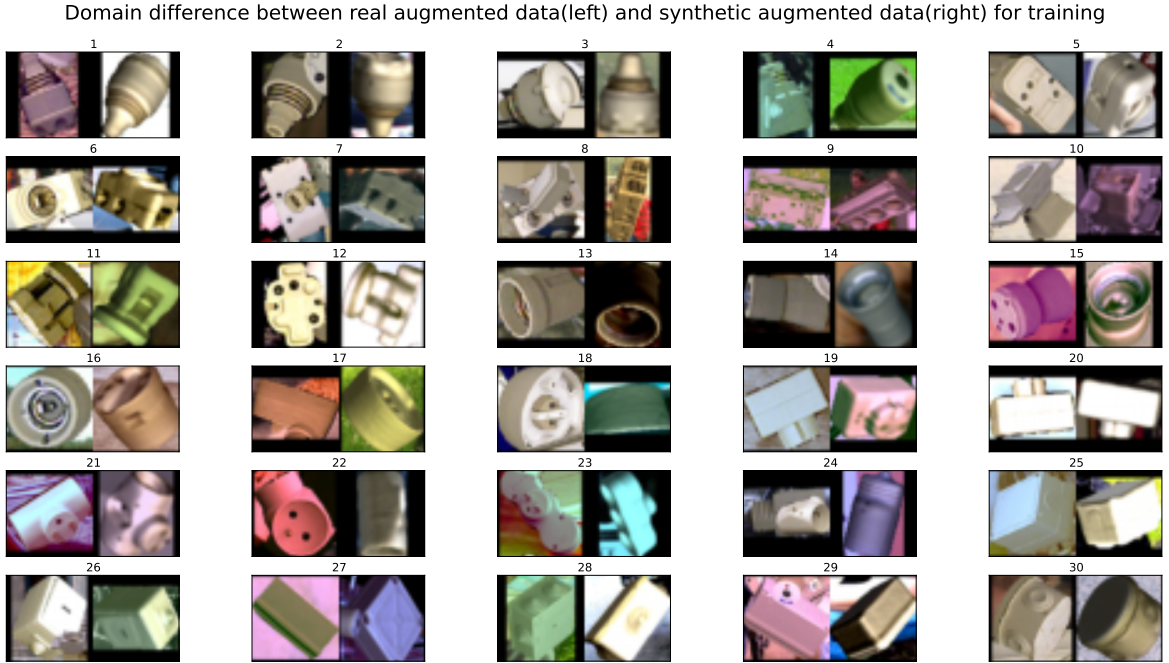 Domain difference between real augmented data(left) and synthetic augmented data(right) for training
1 2 3 4 5
6 7 8 9 10
11 12 13 14 15
16 17 18 19 20
21 22 23 24 25
26 27 28 29 30